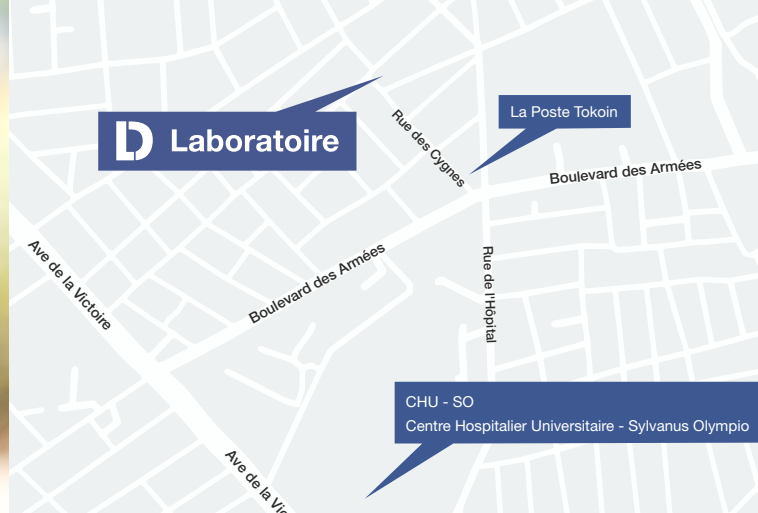 La Poste Tokoin
LD Laboratoire
Rue des Cygnes
Boulevard des Armées
Ave de la Victoire
Boulevard des Armées
Rue de l'Hôpital
CHU - SO
Centre Hospitalier Universitaire - Sylvanus Olympio